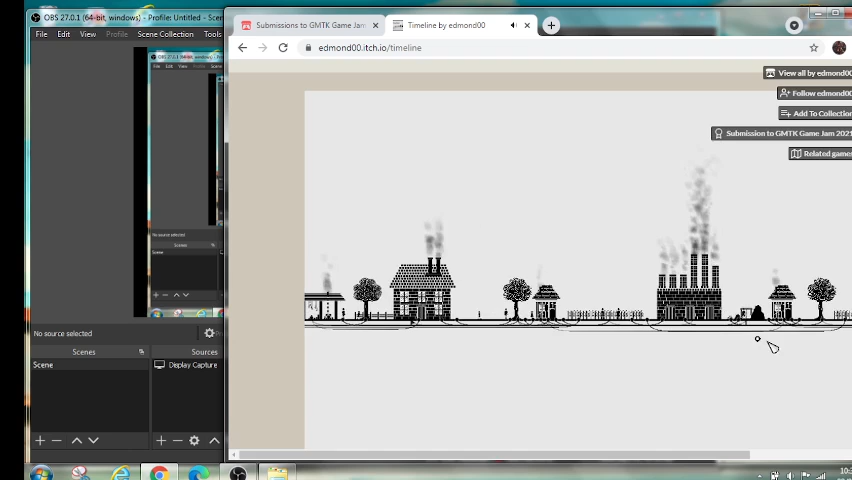 OBS 27.0.1 (64-bit, windows) - Profile: Untitled - Scen
File Edit View Profile Scene Collection Tools
Submissions to GMTK Game Jam
Timeline by edmond00
edmond00.itch.io/timeline
View all by edmond00
Follow edmond00
Add To Collection
Submission to GMTK Game Jam 2021
Related games
No source selected
Scenes
Sources
Scene
Display Capture